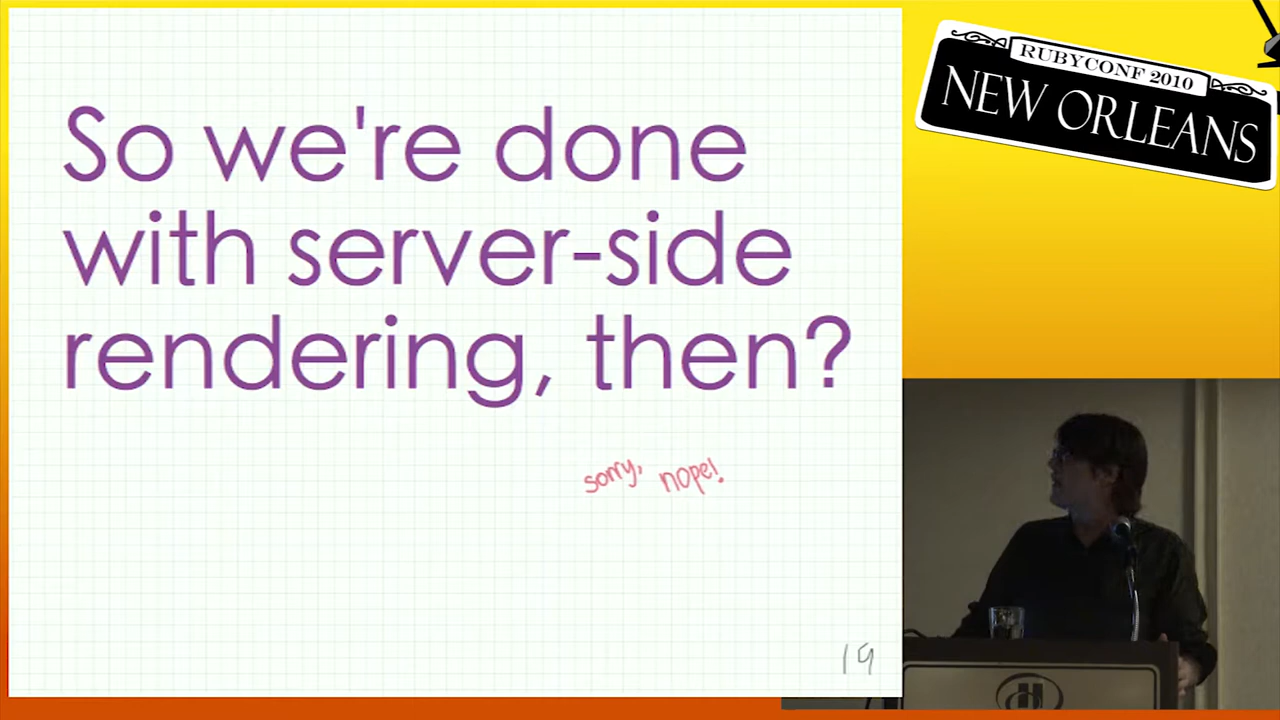 So we're done
with server-side
rendering, then?
sorry, nope!
19
RUBYCONF 2010
NEW ORLEANS